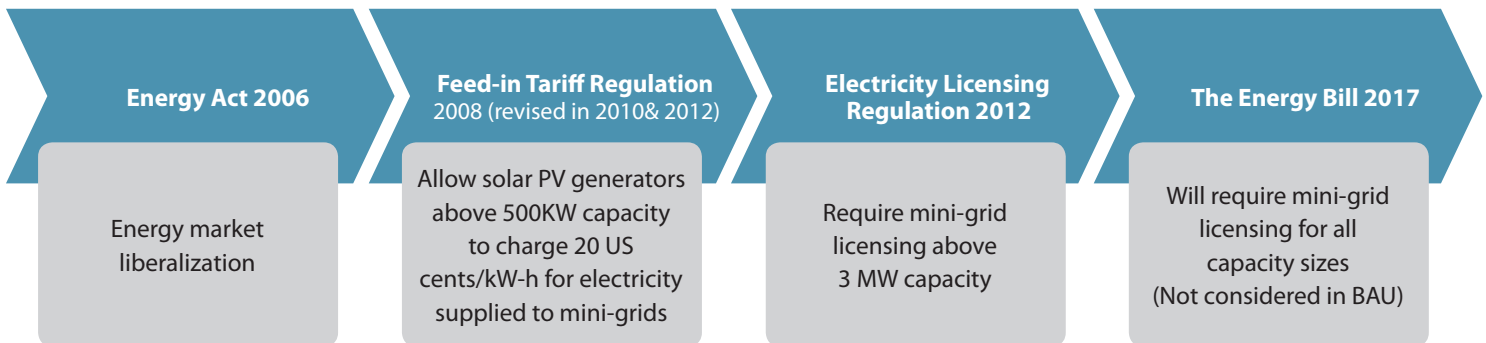 Energy Act 2006
Energy market
liberalization
Feed-in Tariff Regulation
2008 (revised in 2010& 2012)
Allow solar PV generators
above 500KW capacity
to charge 20 US
cents/kW-h for electricity
supplied to mini-grids
Electricity Licensing
Regulation 2012
Require mini-grid
licensing above
3 MW capacity
The Energy Bill 2017
Will require mini-grid
licensing for all
capacity sizes
(Not considered in BAU)